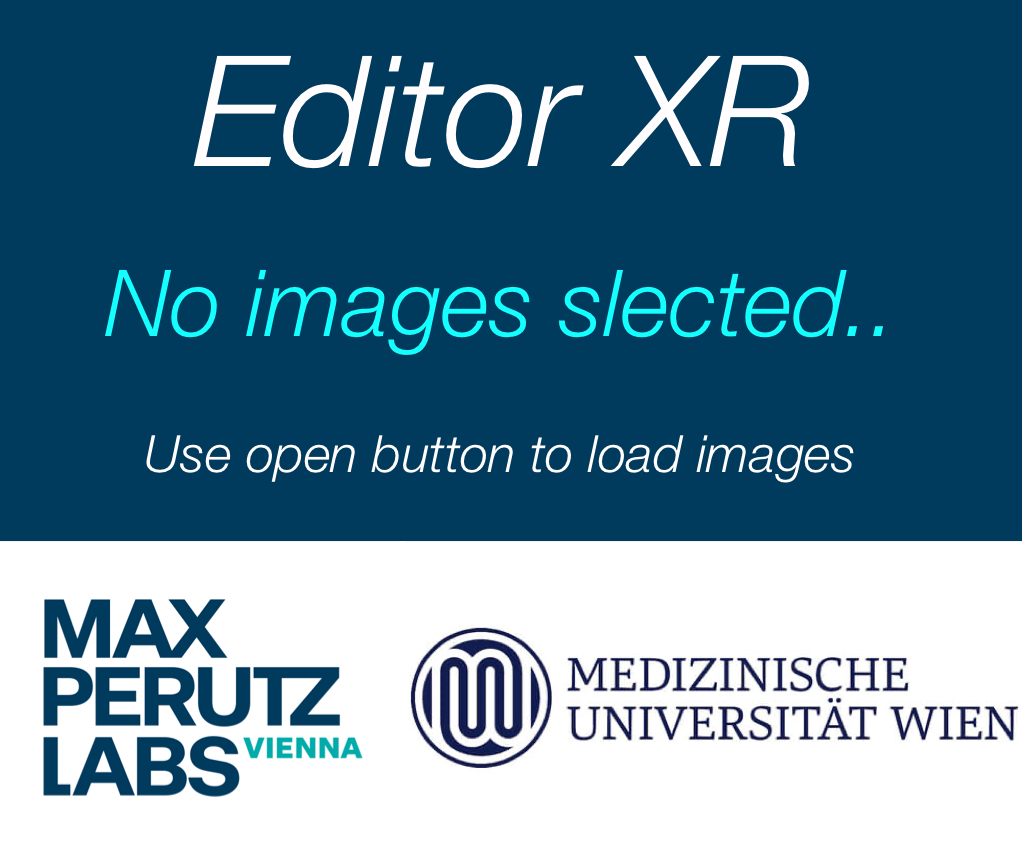 Editor XR
No images slected..
Use open button to load images
MAX
PERUTZ
LABS VIENNA
MEDIZINISCHE
UNIVERSITÄT WIEN